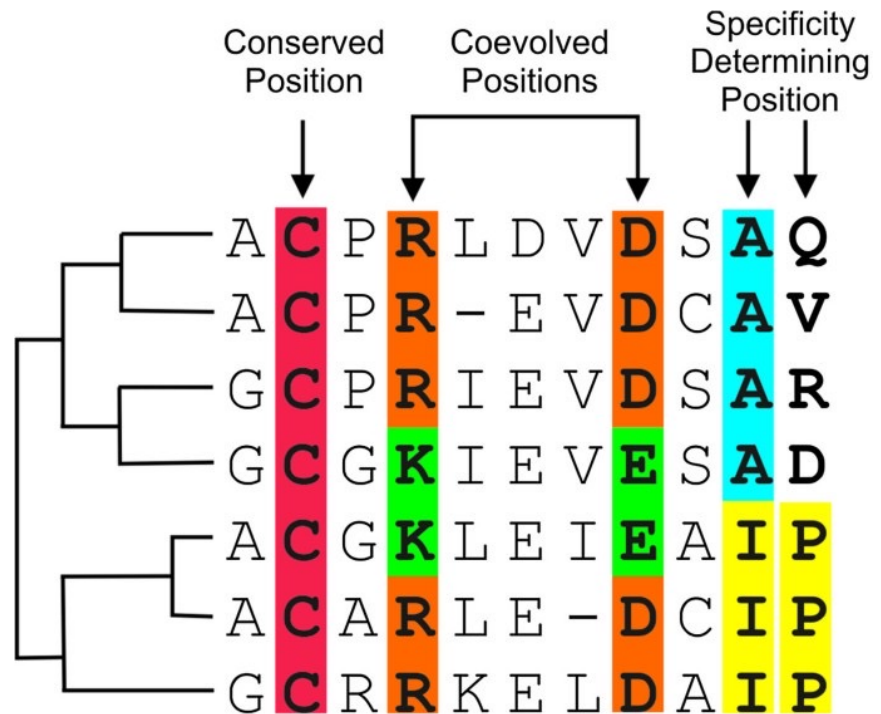 Conserved
Position
Coevolved
Positions
Specificity
Determining
Position
A C P R L D V D S A Q
A C P R - E V D C A V
G C P R I E V D S A R
G C G K I E V E S A D
A C G K L E I E A I P
A C A R L E - D C I P
G C R R K E L D A I P